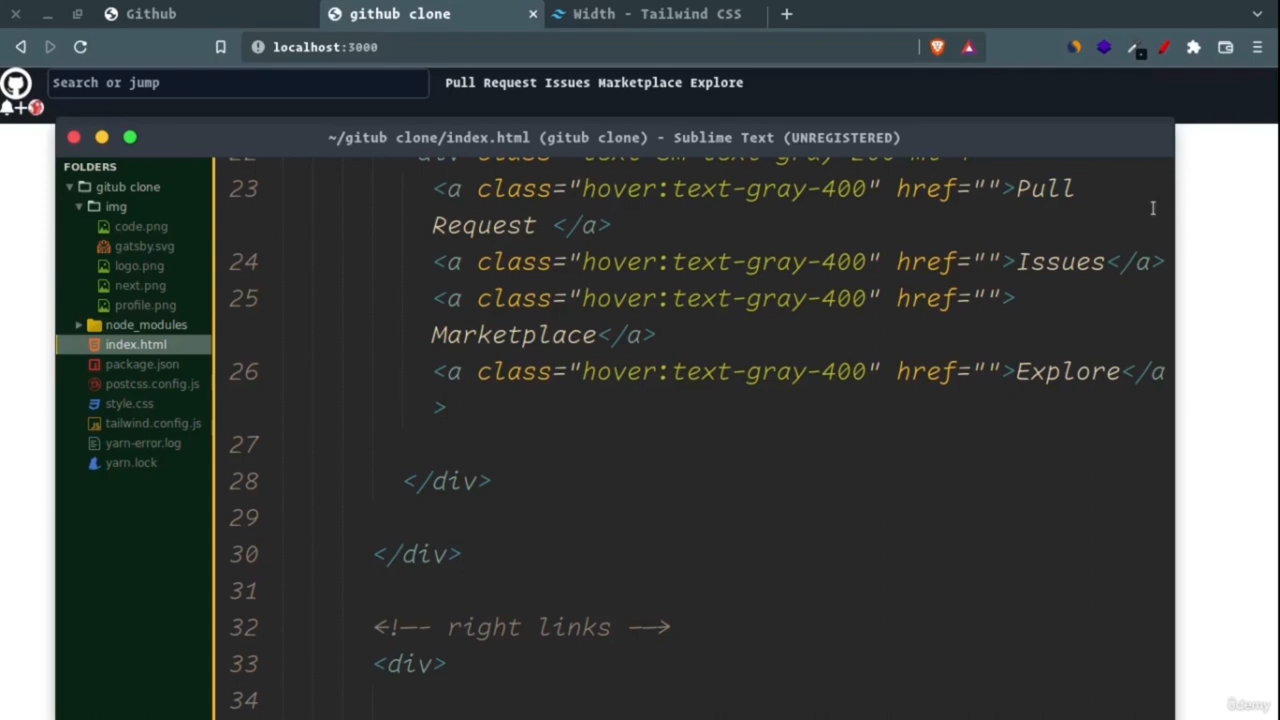 Github
github clone
Width - Tailwind CSS
localhost:3000
Search or jump
Pull Request Issues Marketplace Explore
~/gitub clone/index.html (gitub clone) - Sublime Text (UNREGISTERED)
FOLDERS
gitub clone
img
code.png
gatsby.svg
logo.png
next.png
profile.png
node_modules
index.html
package.json
postcss.config.js
style.css
tailwind.config.js
yarn-error.log
yarn.lock
23 <a class="hover:text-gray-400" href="">Pull
Request </a>
24 <a class="hover:text-gray-400" href="">Issues</a>
25 <a class="hover:text-gray-400" href="">
Marketplace</a>
26 <a class="hover:text-gray-400" href="">Explore</a
>
27
28 </div>
29
30 </div>
31
32 <!-- right links -->
33 <div>
34
ûdemy